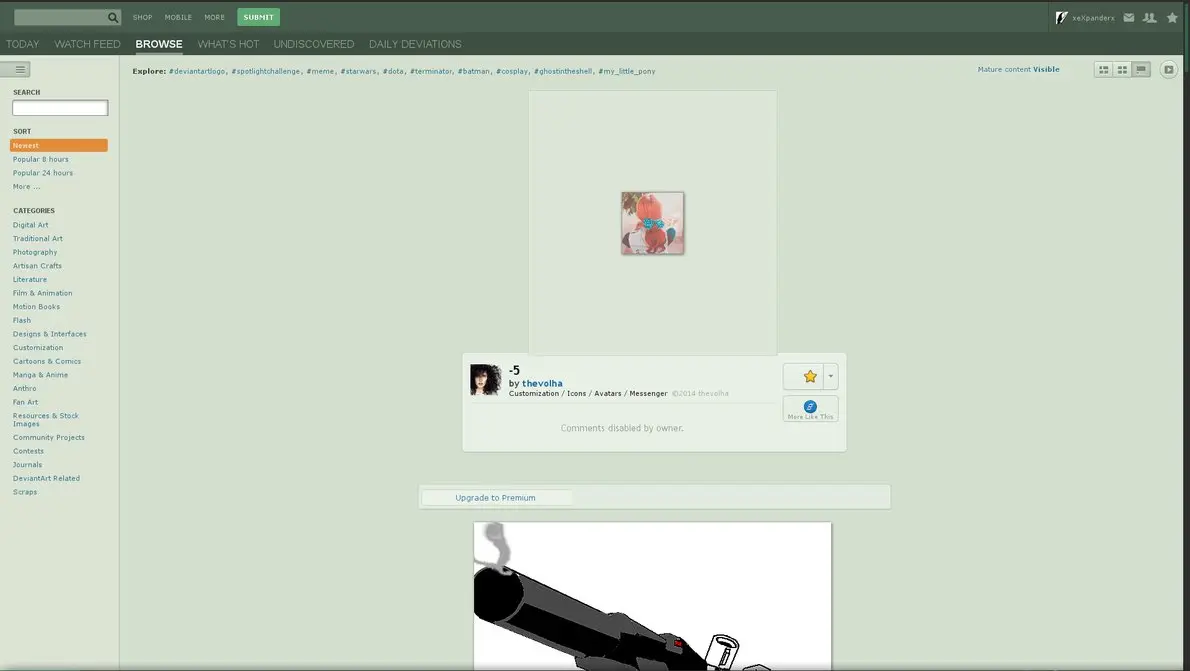 SHOP MOBILE MORE SUBMIT xeXpanderx
TODAY WATCH FEED BROWSE WHAT'S HOT UNDISCOVERED DAILY DEVIATIONS
Explore: #deviantartlogo, #spotlightchallenge, #meme, #starwars, #dota, #terminator, #batman, #cosplay, #ghostintheshell, #my_little_pony
Mature content Visible
SEARCH
SORT
Newest
Popular 8 hours
Popular 24 hours
More ...
CATEGORIES
Digital Art
Traditional Art
Photography
Artisan Crafts
Literature
Film & Animation
Motion Books
Flash
Designs & Interfaces
Customization
Cartoons & Comics
Manga & Anime
Anthro
Fan Art
Resources & Stock
Images
Community Projects
Contests
Journals
DeviantArt Related
Scraps
-5
by thevolha
Customization / Icons / Avatars / Messenger ©2014 thevolha
More Like This
Comments disabled by owner.
Upgrade to Premium